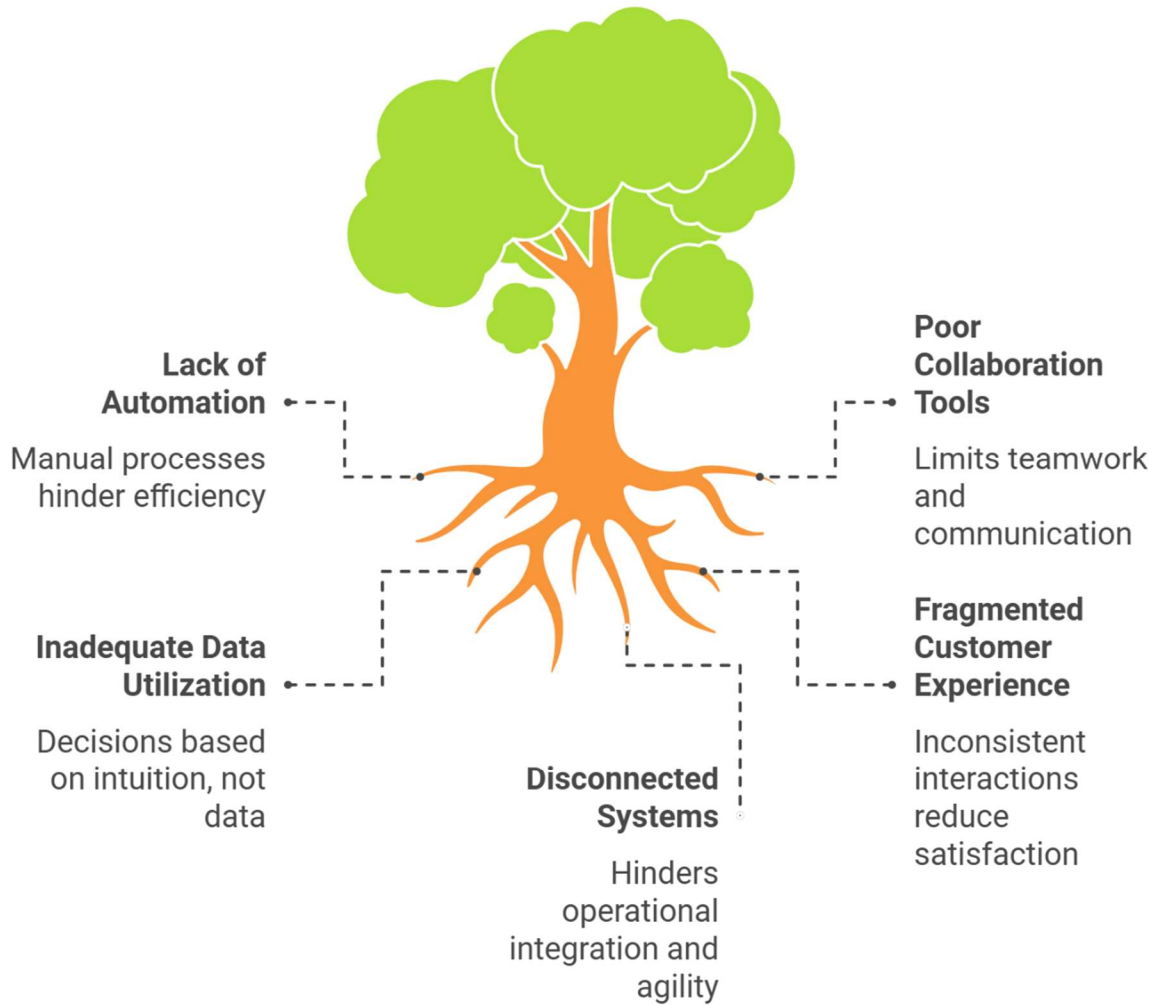 Lack of
Automation
Manual processes
hinder efficiency
Inadequate Data
Utilization
Decisions based
on intuition, not
data
Disconnected
Systems
Hinders
operational
integration and
agility
Poor
Collaboration
Tools
Limits teamwork
and
communication
Fragmented
Customer
Experience
Inconsistent
interactions
reduce
satisfaction